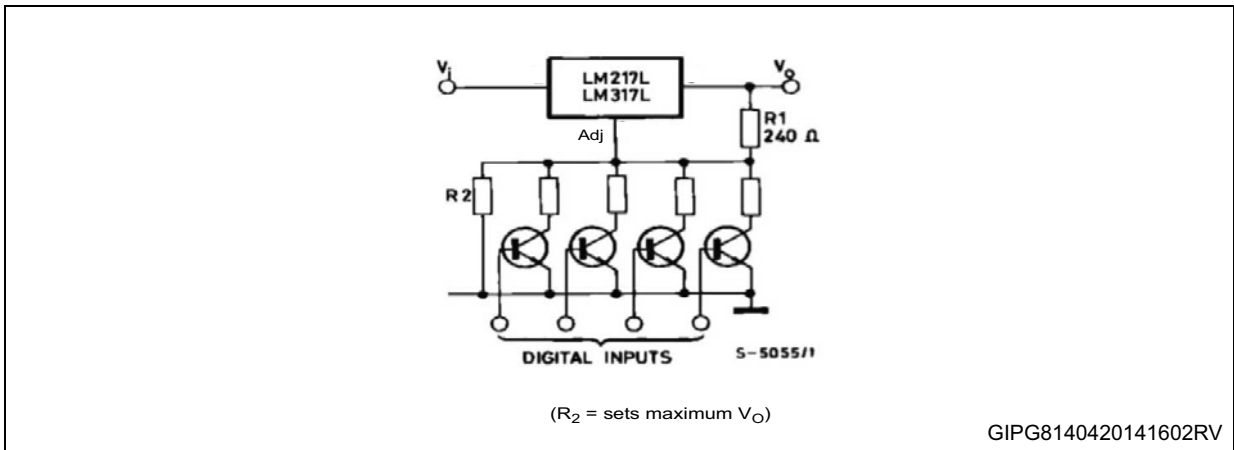 Vi
LM217L
LM317L
Vo
R1
240 Ω
Adj
R2
DIGITAL INPUTS
S-5055/1
(R2 = sets maximum VO)
GIPG8140420141602RV